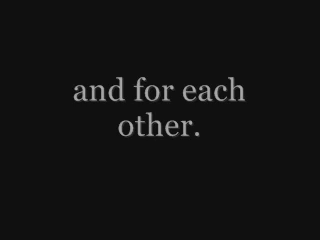 and for each
other.